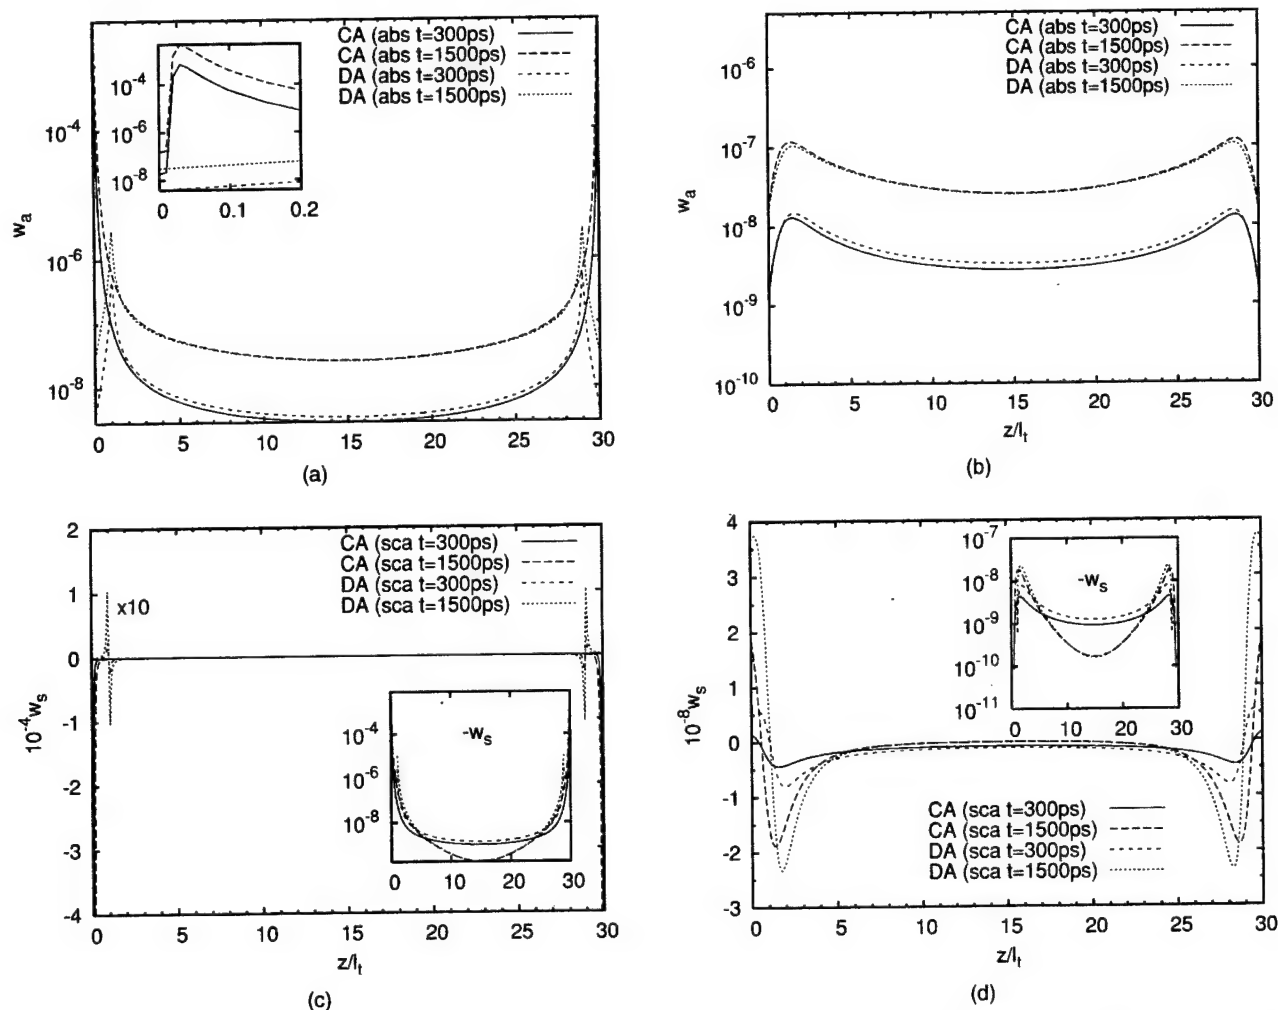 CA (abs t=300ps)
CA (abs t=1500ps)
DA (abs t=300ps)
DA (abs t=1500ps)
10^-4
10^-6
10^-8
0
0.1
0.2
10^-4
10^-6
10^-8
w_a
0 5 10 15 20 25 30
(a)
CA (abs t=300ps)
CA (abs t=1500ps)
DA (abs t=300ps)
DA (abs t=1500ps)
10^-6
10^-7
10^-8
10^-9
10^-10
w_a
0 5 10 15 20 25 30
z/l_t
(b)
CA (sca t=300ps)
CA (sca t=1500ps)
DA (sca t=300ps)
DA (sca t=1500ps)
x10
2
1
0
-1
-2
-3
-4
10^-4 w_s
-w_s
10^-4
10^-6
10^-8
0 10 20 30
0 5 10 15 20 25 30
z/l_t
(c)
4
3
2
1
0
-1
-2
-3
10^-8 w_s
10^-7
10^-8
10^-9
10^-10
10^-11
-w_s
0 10 20 30
CA (sca t=300ps)
CA (sca t=1500ps)
DA (sca t=300ps)
DA (sca t=1500ps)
0 5 10 15 20 25 30
z/l_t
(d)